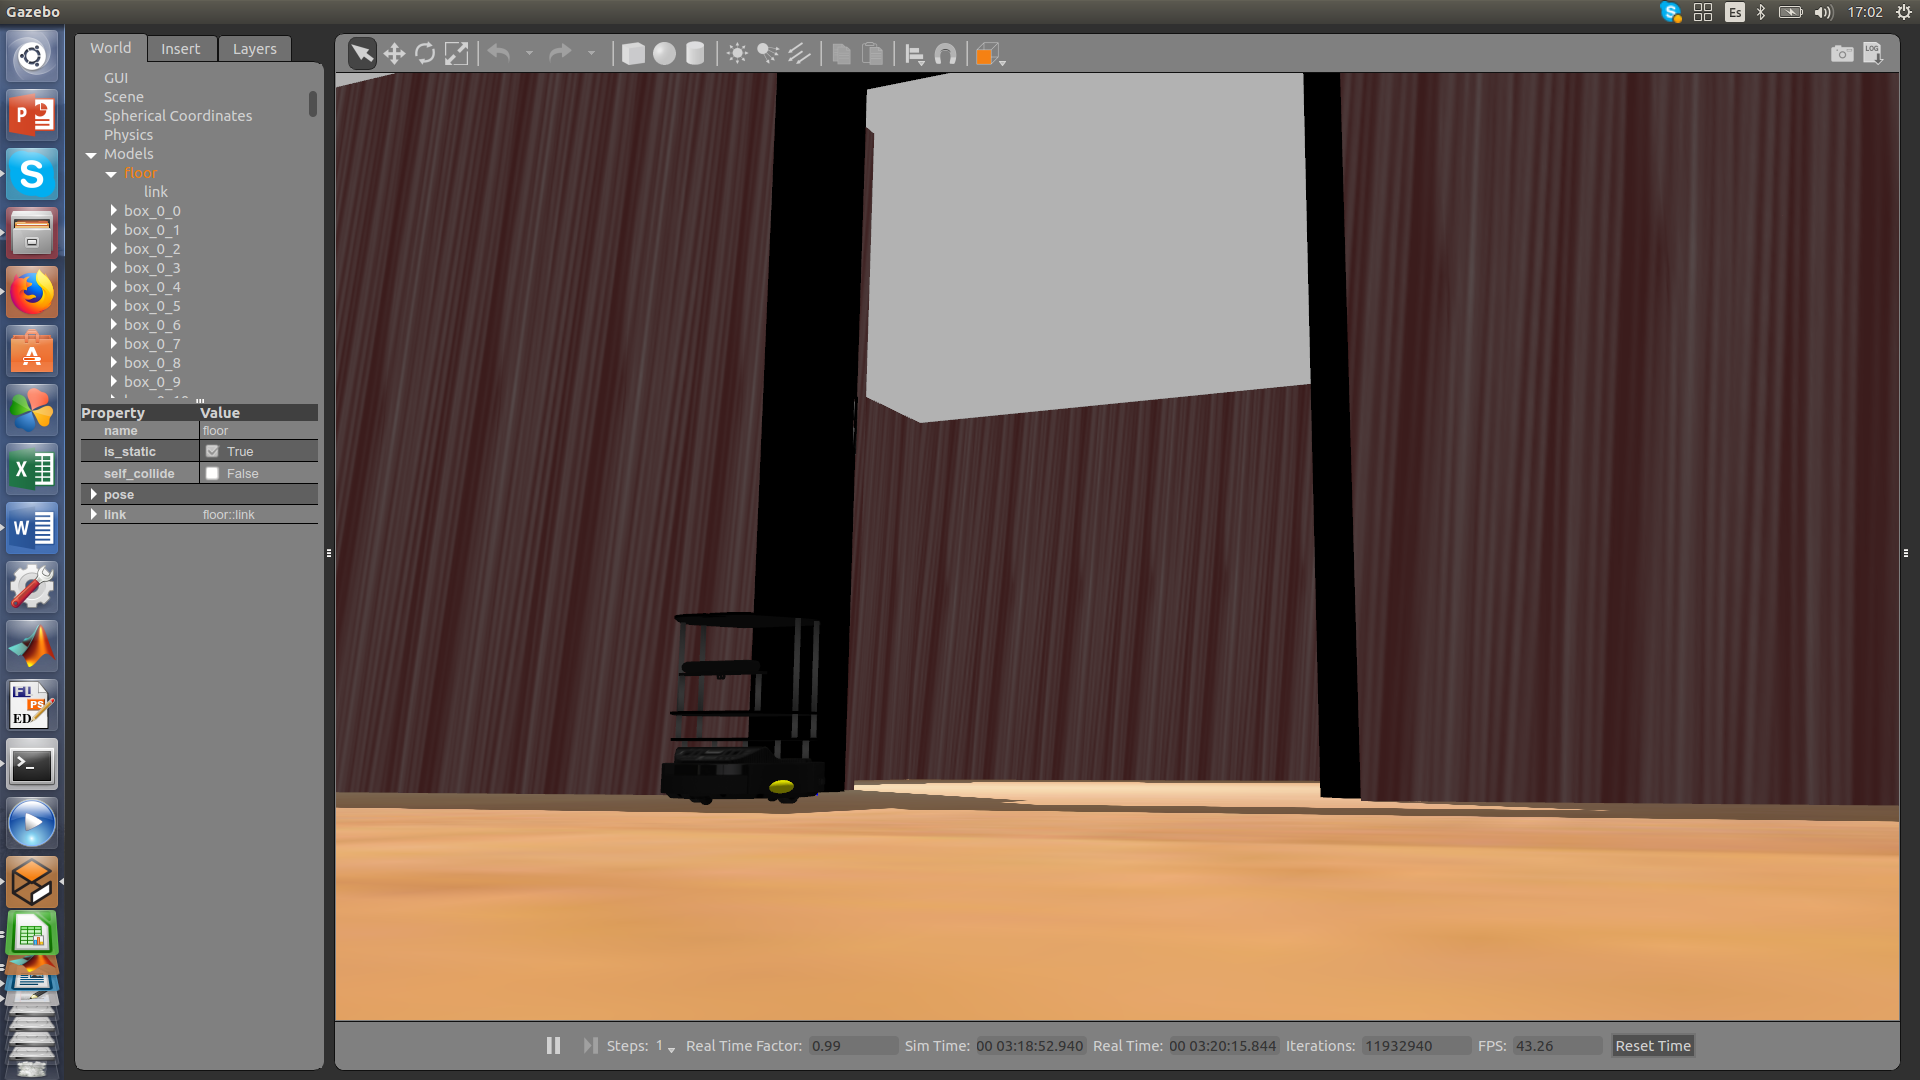 Gazebo
Es
17:02
World
Insert
Layers
LOG
GUI
Scene
Spherical Coordinates
Physics
Models
floor
link
box_0_0
box_0_1
box_0_2
box_0_3
box_0_4
box_0_5
box_0_6
box_0_7
box_0_8
box_0_9
Property Value
name floor
is_static True
self_collide False
pose
link floor::link
Steps: 1 Real Time Factor: 0.99 Sim Time: 00 03:18:52.940 Real Time: 00 03:20:15.844 Iterations: 11932940 FPS: 43.26 Reset Time